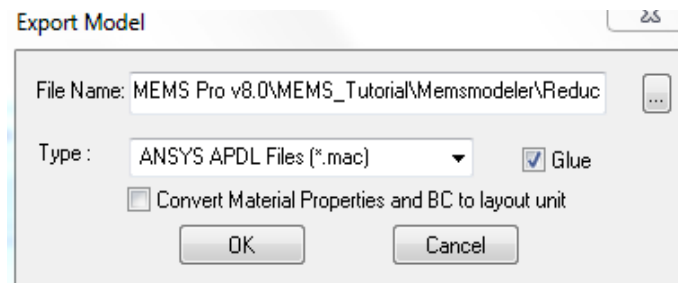 Export Model
File Name: MEMS Pro v8.0\MEMS_Tutorial\Memsmodeler\Reduc ...
Type : ANSYS APDL Files (*.mac) Glue
Convert Material Properties and BC to layout unit
OK Cancel